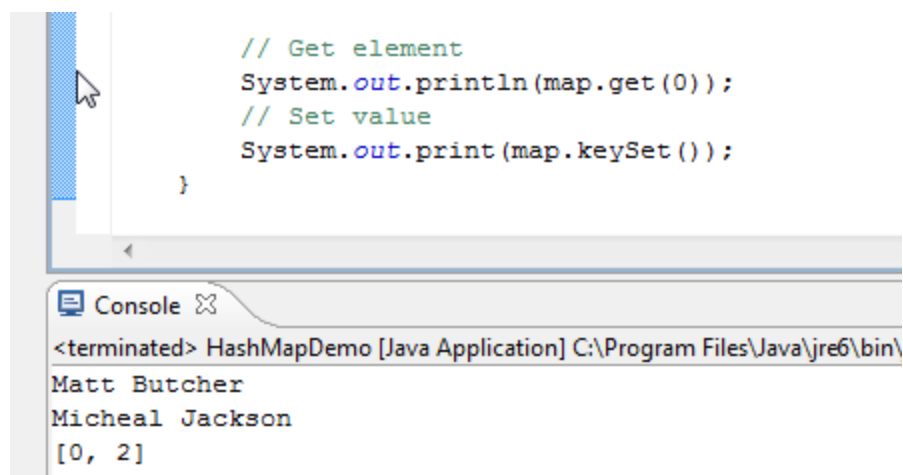 // Get element
System.out.println(map.get(0));
// Set value
System.out.print(map.keySet());
}
Console
<terminated> HashMapDemo [Java Application] C:\Program Files\Java\jre6\bin\
Matt Butcher
Micheal Jackson
[0, 2]